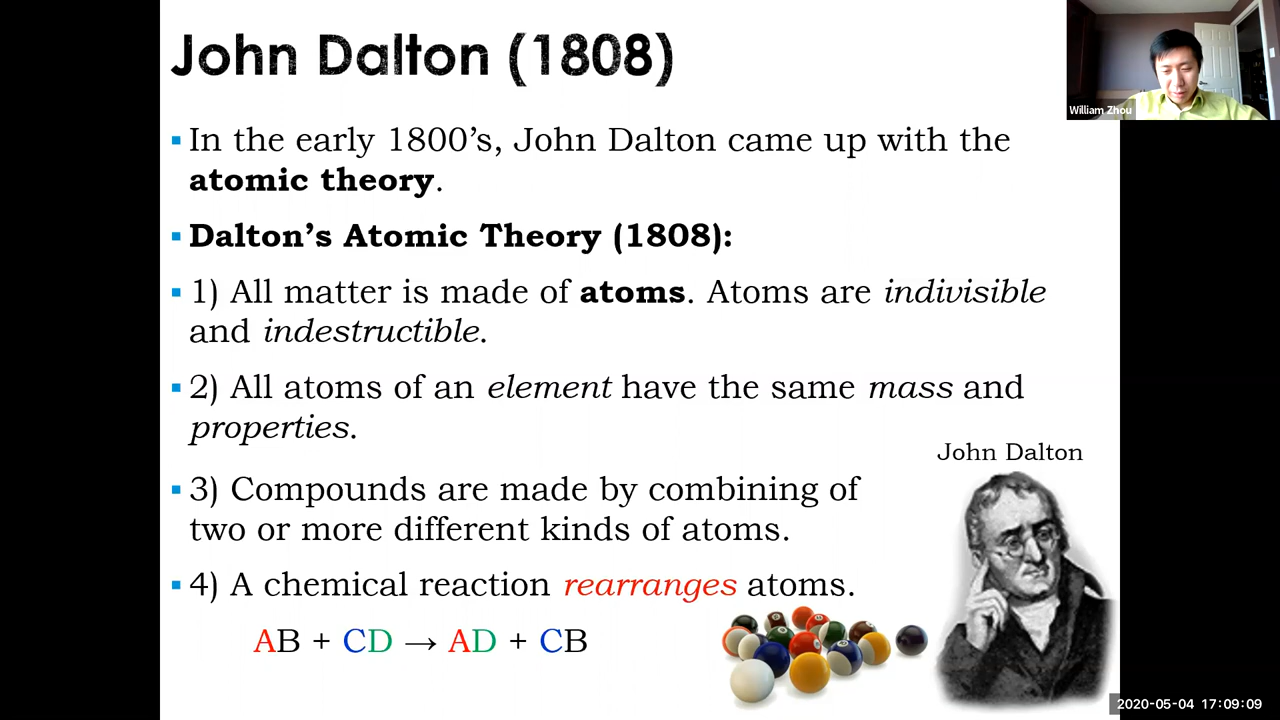 John Dalton (1808)
William Zhou
▪ In the early 1800’s, John Dalton came up with the
atomic theory.
▪ Dalton’s Atomic Theory (1808):
▪ 1) All matter is made of atoms. Atoms are indivisible
and indestructible.
▪ 2) All atoms of an element have the same mass and
properties.
John Dalton
▪ 3) Compounds are made by combining of
two or more different kinds of atoms.
▪ 4) A chemical reaction rearranges atoms.
AB + CD → AD + CB
2020-05-04 17:09:09